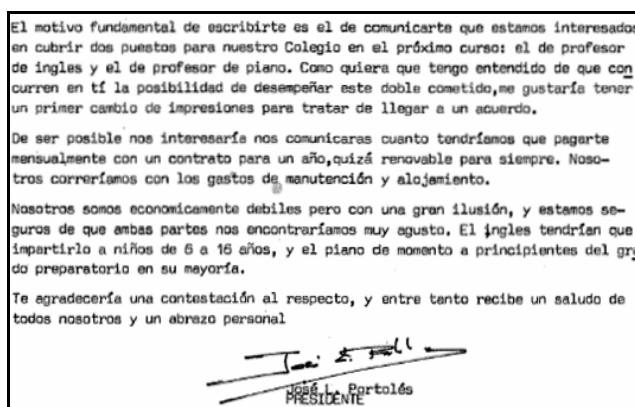 El motivo fundamental de escribirte es el de comunicarte que estamos interesados
en cubrir dos puestos para nuestro Colegio en el próximo curso: el de profesor
de ingles y el de profesor de piano. Como quiera que tengo entendido de que con
curren en tí la posibilidad de desempeñar este doble cometido,me gustaría tener
un primer cambio de impresiones para tratar de llegar a un acuerdo.
De ser posible nos interesaría nos comunicaras cuanto tendríamos que pagarte
mensualmente con un contrato para un año,quizá renovable para siempre. Noso-
tros correríamos con los gastos de manutención y alojamiento.
Nosotros somos economicamente debiles pero con una gran ilusión, y estamos se-
guros de que ambas partes nos encontraríamos muy agusto. El ingles tendrían que
impartirlo a niños de 6 a 16 años, y el piano de momento a principientes del gra
do preparatorio en su mayoría.
Te agradecería una contestación al respecto, y entre tanto recibe un saludo de
todos nosotros y un abrazo personal
José L. Portolés
PRESIDENTE